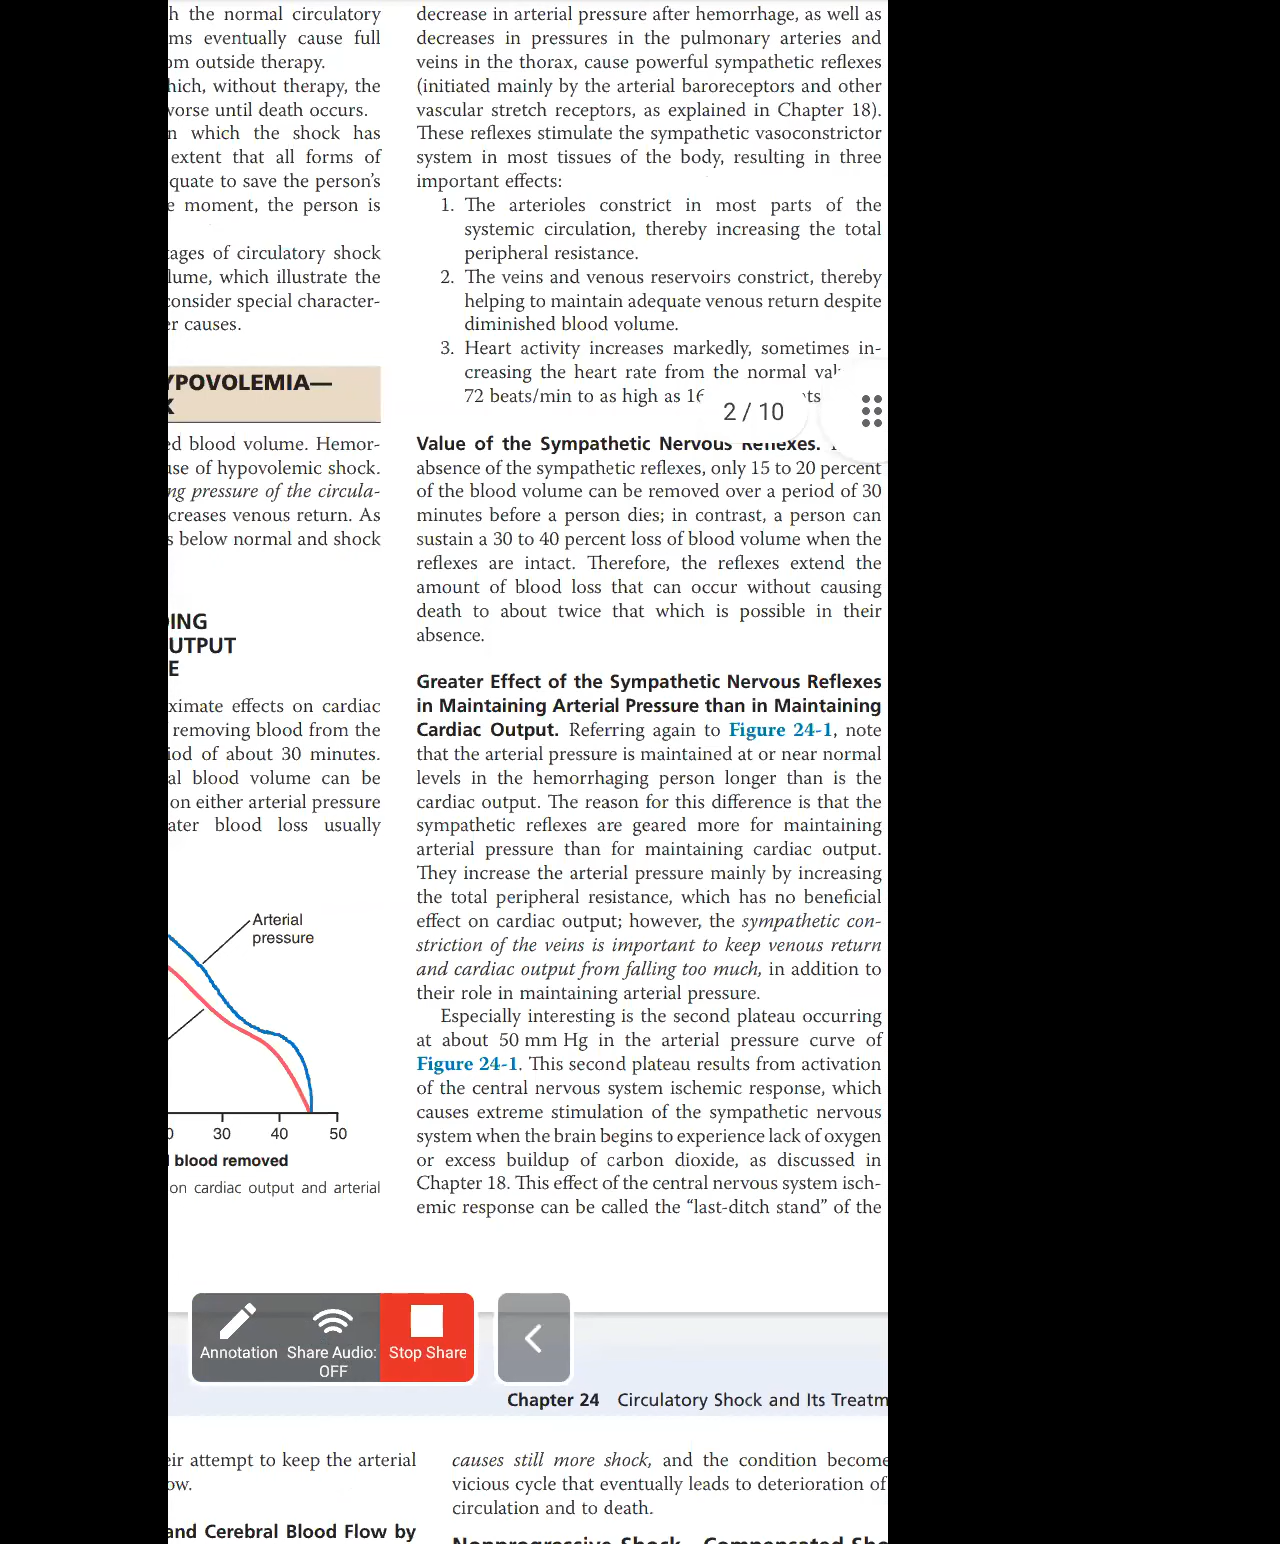 h the normal circulatory
ms eventually cause full
om outside therapy.
hich, without therapy, the
worse until death occurs.
n which the shock has
extent that all forms of
quate to save the person's
e moment, the person is
tages of circulatory shock
lume, which illustrate the
consider special character-
er causes.
YPOVOLEMIA—
K
ed blood volume. Hemor-
use of hypovolemic shock.
ng pressure of the circula-
creases venous return. As
s below normal and shock
DING
UTPUT
E
ximate effects on cardiac
removing blood from the
iod of about 30 minutes.
al blood volume can be
on either arterial pressure
ater blood loss usually
Arterial
pressure
0 30 40 50
l blood removed
on cardiac output and arterial
decrease in arterial pressure after hemorrhage, as well as
decreases in pressures in the pulmonary arteries and
veins in the thorax, cause powerful sympathetic reflexes
(initiated mainly by the arterial baroreceptors and other
vascular stretch receptors, as explained in Chapter 18).
These reflexes stimulate the sympathetic vasoconstrictor
system in most tissues of the body, resulting in three
important effects:
1. The arterioles constrict in most parts of the
systemic circulation, thereby increasing the total
peripheral resistance.
2. The veins and venous reservoirs constrict, thereby
helping to maintain adequate venous return despite
diminished blood volume.
3. Heart activity increases markedly, sometimes in-
creasing the heart rate from the normal val
72 beats/min to as high as 16 ts
2 / 10
Value of the Sympathetic Nervous Reflexes.
absence of the sympathetic reflexes, only 15 to 20 percent
of the blood volume can be removed over a period of 30
minutes before a person dies; in contrast, a person can
sustain a 30 to 40 percent loss of blood volume when the
reflexes are intact. Therefore, the reflexes extend the
amount of blood loss that can occur without causing
death to about twice that which is possible in their
absence.
Greater Effect of the Sympathetic Nervous Reflexes
in Maintaining Arterial Pressure than in Maintaining
Cardiac Output. Referring again to Figure 24-1, note
that the arterial pressure is maintained at or near normal
levels in the hemorrhaging person longer than is the
cardiac output. The reason for this difference is that the
sympathetic reflexes are geared more for maintaining
arterial pressure than for maintaining cardiac output.
They increase the arterial pressure mainly by increasing
the total peripheral resistance, which has no beneficial
effect on cardiac output; however, the sympathetic con-
striction of the veins is important to keep venous return
and cardiac output from falling too much, in addition to
their role in maintaining arterial pressure.
Especially interesting is the second plateau occurring
at about 50 mm Hg in the arterial pressure curve of
Figure 24-1. This second plateau results from activation
of the central nervous system ischemic response, which
causes extreme stimulation of the sympathetic nervous
system when the brain begins to experience lack of oxygen
or excess buildup of carbon dioxide, as discussed in
Chapter 18. This effect of the central nervous system isch-
emic response can be called the “last-ditch stand” of the
Annotation
Share Audio:
OFF
Stop Share
Chapter 24 Circulatory Shock and Its Treatm
eir attempt to keep the arterial
ow.
and Cerebral Blood Flow by
causes still more shock, and the condition become
vicious cycle that eventually leads to deterioration of
circulation and to death.
Nonprogressive Shock—Compensated Sho